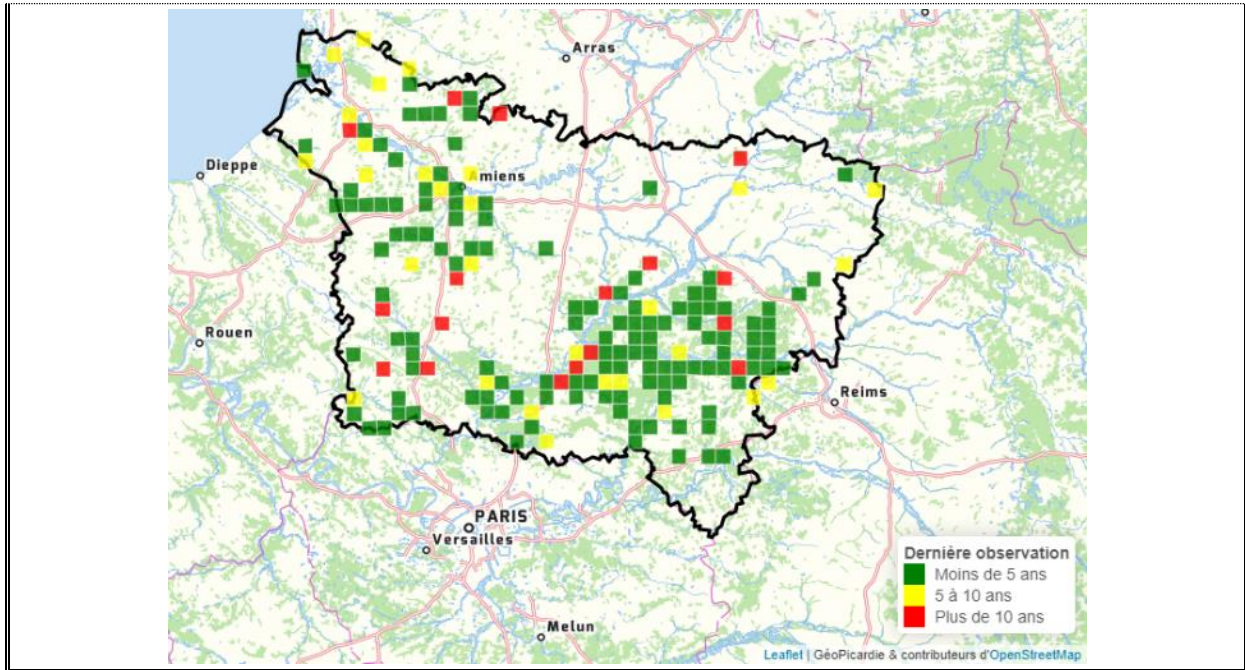 Arras
Dieppe
Amiens
Rouen
Reims
PARIS
Versailles
Dernière observation
Moins de 5 ans
5 à 10 ans
Plus de 10 ans
Melun
Leaflet | GéoPicardie & contributeurs d'OpenStreetMap